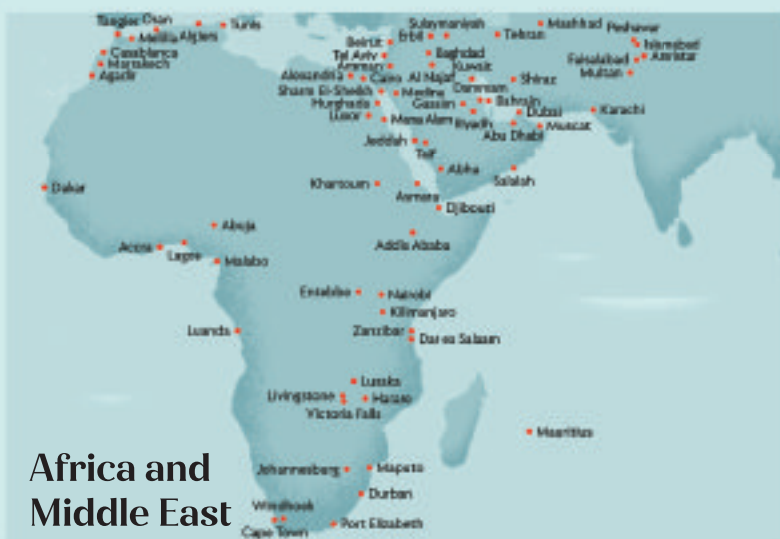 Tangier
Oran
Tunis
Melilla
Algiers
Casablanca
Marrakech
Agadir
Sulaymaniyah
Erbil
Beirut
Tel Aviv
Amman
Baghdad
Tehran
Mashhad
Peshawar
Islamabad
Amritsar
Faisalabad
Multan
Alexandria
Cairo
Al Najaf
Kuwait
Shiraz
Dammam
Sharm El-Sheikh
Medina
Gassim
Bahrain
Hurghada
Luxor
Marsa Alam
Riyadh
Dubai
Abu Dhabi
Muscat
Karachi
Jeddah
Taif
Abha
Salalah
Dakar
Khartoum
Asmara
Djibouti
Abuja
Addis Ababa
Accra
Lagos
Malabo
Entebbe
Nairobi
Kilimanjaro
Luanda
Zanzibar
Dar es Salaam
Lusaka
Livingstone
Harare
Victoria Falls
Mauritius
Johannesburg
Maputo
Durban
Windhoek
Cape Town
Port Elizabeth
Africa and
Middle East